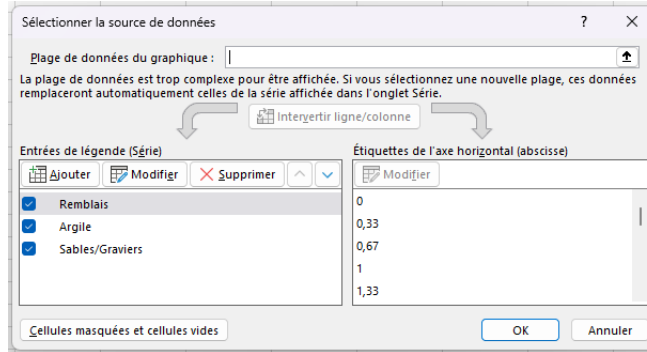 Sélectionner la source de données ? ×
Plage de données du graphique :
La plage de données est trop complexe pour être affichée. Si vous sélectionnez une nouvelle plage, ces données
remplaceront automatiquement celles de la série affichée dans l'onglet Série.
Intervertir ligne/colonne
Entrées de légende (Série)
Ajouter Modifier Supprimer
Remblais
Argile
Sables/Graviers
Étiquettes de l'axe horizontal (abscisse)
Modifier
0
0,33
0,67
1
1,33
Cellules masquées et cellules vides
OK Annuler